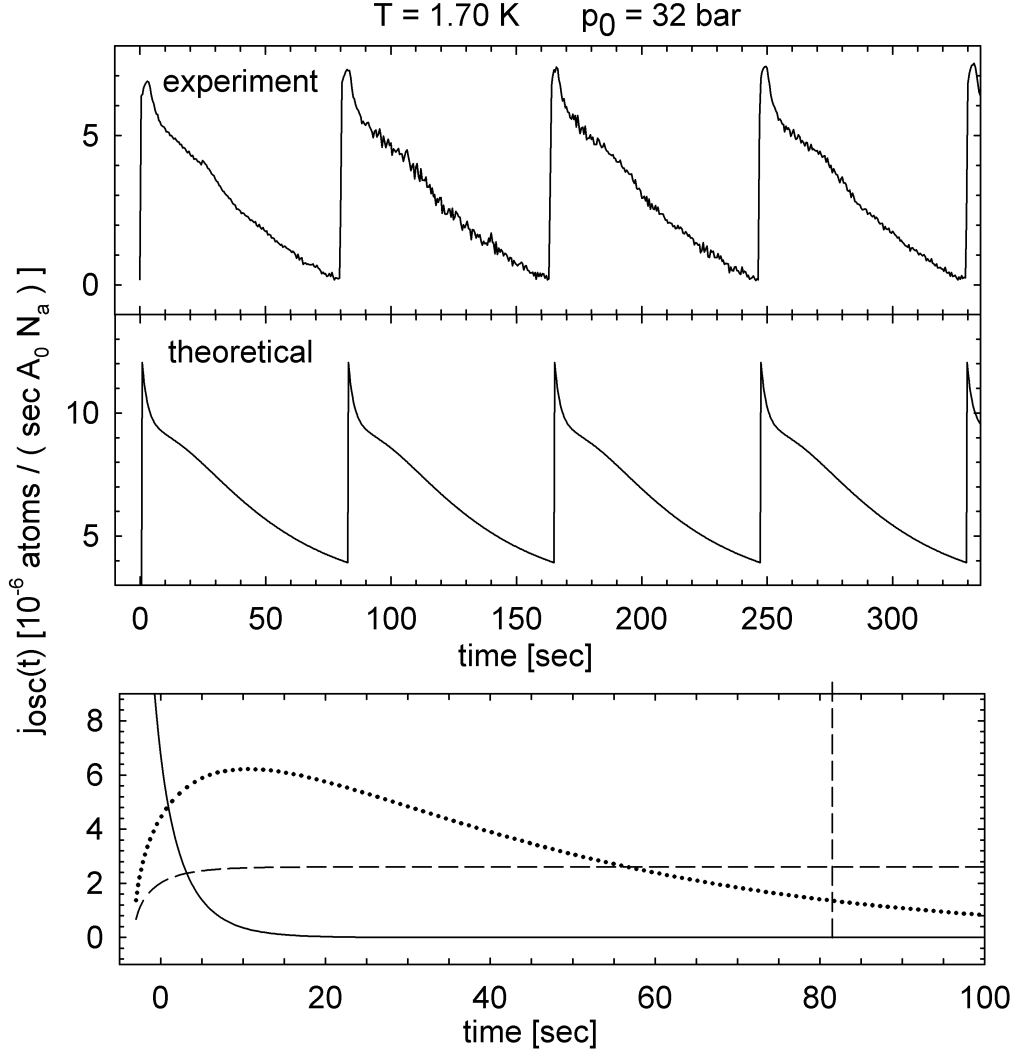 T = 1.70 K p0 = 32 bar
experiment
5
0
theoretical
10
5
0 50 100 150 200 250 300
time [sec]
josc(t) [10-6 atoms / ( sec A0 Na ) ]
8
6
4
2
0
0 20 40 60 80 100
time [sec]